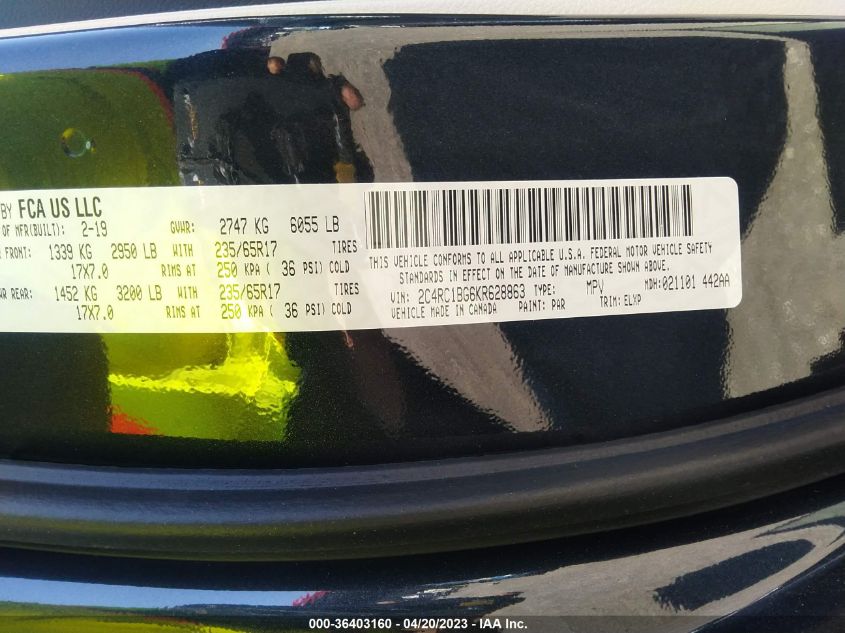 BY FCA US LLC
OF MFR(BUILT): 2-19 GVWR: 2747 KG 6055 LB
FRONT: 1339 KG 2950 LB WITH 235/65R17 TIRES
17X7.0 RIMS AT 250 KPA ( 36 PSI) COLD
WR REAR: 1452 KG 3200 LB WITH 235/65R17 TIRES
17X7.0 RIMS AT 250 KPA ( 36 PSI) COLD
THIS VEHICLE CONFORMS TO ALL APPLICABLE U.S.A. FEDERAL MOTOR VEHICLE SAFETY
STANDARDS IN EFFECT ON THE DATE OF MANUFACTURE SHOWN ABOVE.
VIN: 2C4RC1BG6KR628863 TYPE: MPV MDH:021101 442AA
VEHICLE MADE IN CANADA PAINT: PAR TRIM: ELXP
000-36403160 - 04/20/2023 - IAA Inc.